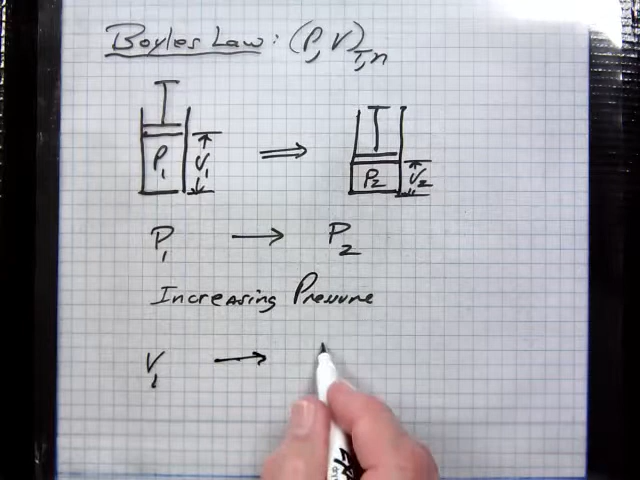 Boyles Law: (P, V)T,n
P1 V1 ⇒ P2 V2
P1 → P2
Increasing Pressure
V1 →